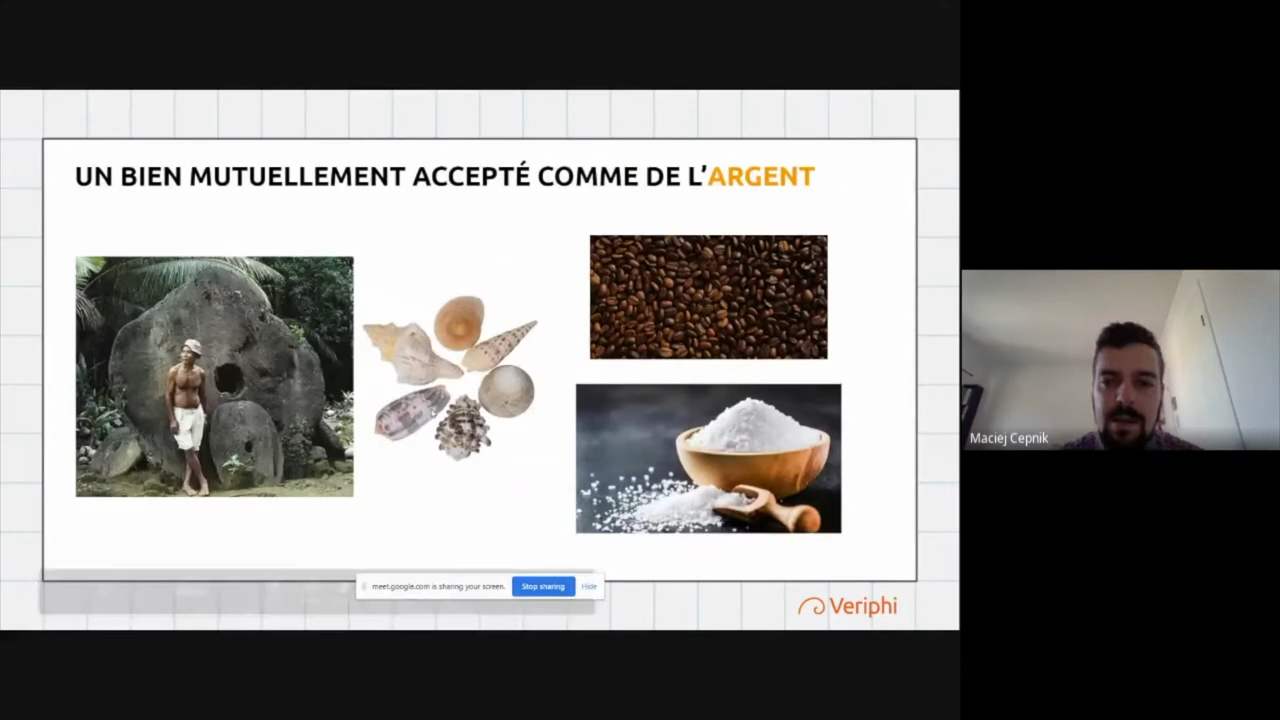 UN BIEN MUTUELLEMENT ACCEPTÉ COMME DE L’ARGENT
Maciej Cepnik
meet.google.com is sharing your screen.
Stop sharing
Hide
Veriphi